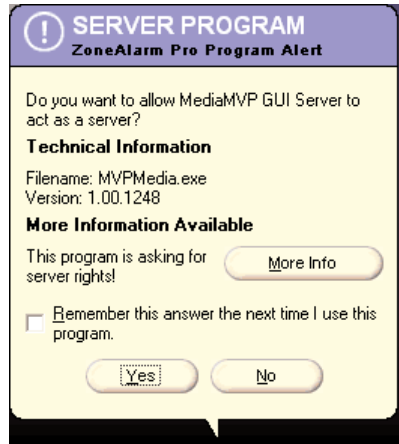 SERVER PROGRAM
ZoneAlarm Pro Program Alert
Do you want to allow MediaMVP GUI Server to
act as a server?
Technical Information
Filename: MVPMedia.exe
Version: 1.00.1248
More Information Available
This program is asking for
server rights!
More Info
Remember this answer the next time I use this
program.
Yes
No